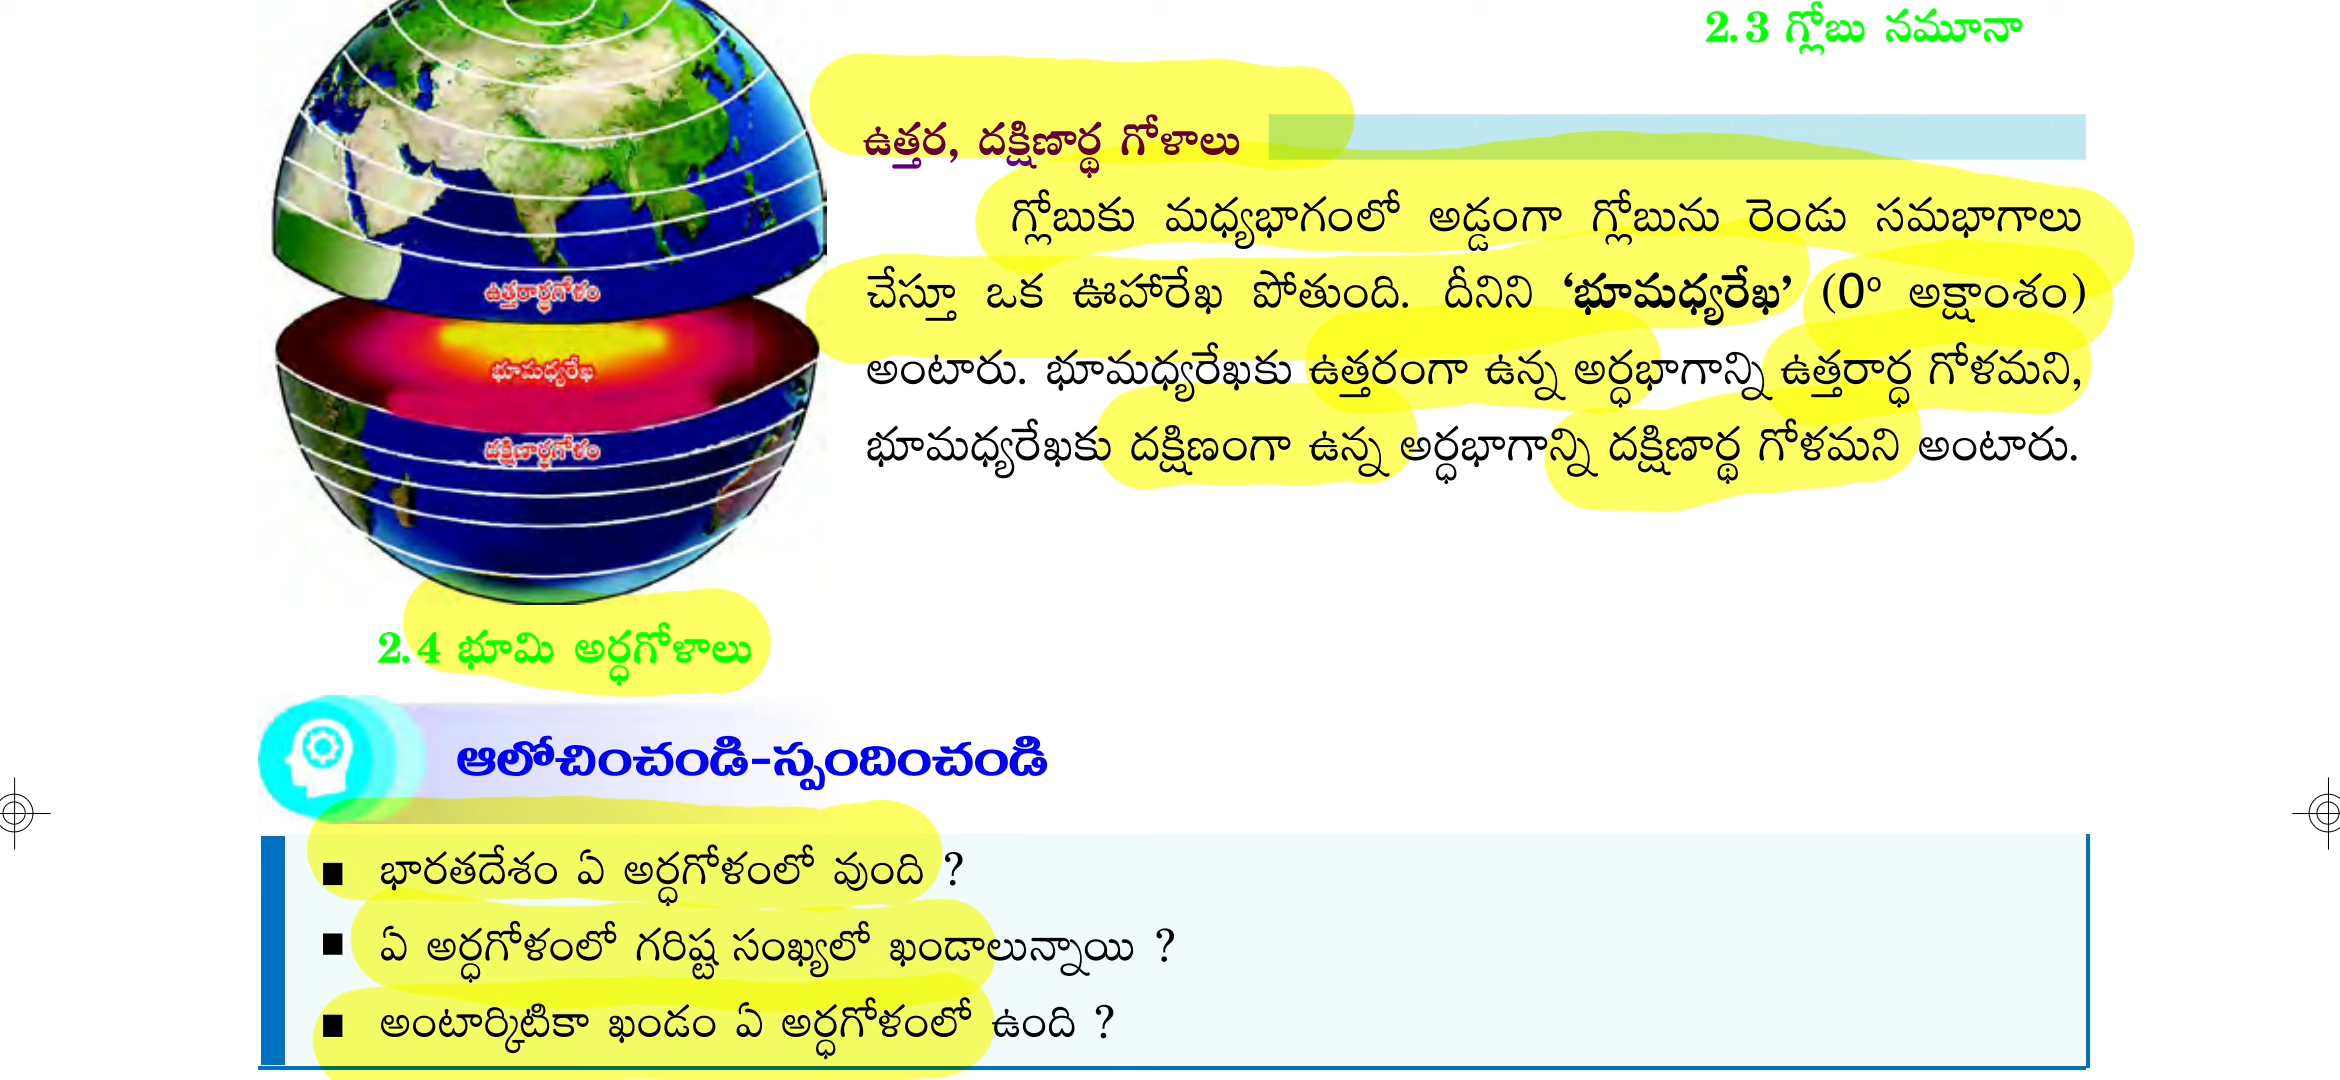 2.3 గ్లోబు నమూనా
ఉత్తర, దక్షిణార్థ గోళాలు
గ్లోబుకు మధ్యభాగంలో అడ్డంగా గ్లోబును రెండు సమభాగాలు
చేస్తూ ఒక ఊహారేఖ పోతుంది. దీనిని ‘భూమధ్యరేఖ’ (0° అక్షాంశం)
అంటారు. భూమధ్యరేఖకు ఉత్తరంగా ఉన్న అర్ధభాగాన్ని ఉత్తరార్ధ గోళమని,
భూమధ్యరేఖకు దక్షిణంగా ఉన్న అర్ధభాగాన్ని దక్షిణార్థ గోళమని అంటారు.
ఉత్తరార్థగోళం
భూమధ్యరేఖ
దక్షిణార్థగోళం
2.4 భూమి అర్ధగోళాలు
ఆలోచించండి-స్పందించండి
■ భారతదేశం ఏ అర్ధగోళంలో వుంది ?
■ ఏ అర్ధగోళంలో గరిష్ట సంఖ్యలో ఖండాలున్నాయి ?
■ అంటార్కిటికా ఖండం ఏ అర్ధగోళంలో ఉంది ?